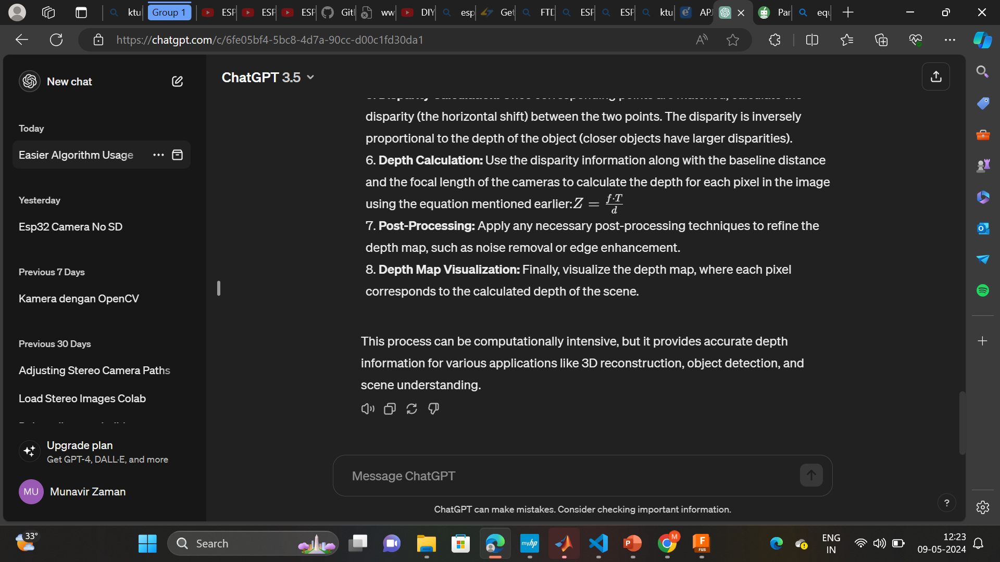 ktu
Group 1
ESP
ESF
ESF
Gitl
ww
DIY
esp
Get
FTD
ESF
ESP
ktu
APJ
Par
equ
https://chatgpt.com/c/6fe05bf4-5bc8-4d7a-90cc-d00c1fd30da1
New chat
ChatGPT 3.5
Today
Easier Algorithm Usage
Yesterday
Esp32 Camera No SD
Previous 7 Days
Kamera dengan OpenCV
Previous 30 Days
Adjusting Stereo Camera Paths
Load Stereo Images Colab
Upgrade plan
Get GPT-4, DALL·E, and more
MU
Munavir Zaman
disparity (the horizontal shift) between the two points. The disparity is inversely
proportional to the depth of the object (closer objects have larger disparities).
6. Depth Calculation: Use the disparity information along with the baseline distance
and the focal length of the cameras to calculate the depth for each pixel in the image
using the equation mentioned earlier:Z = f·T/d
7. Post-Processing: Apply any necessary post-processing techniques to refine the
depth map, such as noise removal or edge enhancement.
8. Depth Map Visualization: Finally, visualize the depth map, where each pixel
corresponds to the calculated depth of the scene.
This process can be computationally intensive, but it provides accurate depth
information for various applications like 3D reconstruction, object detection, and
scene understanding.
Message ChatGPT
ChatGPT can make mistakes. Consider checking important information.
?
33°
Search
myhp
P
M
F
FUS
ENG
IN
12:23
09-05-2024